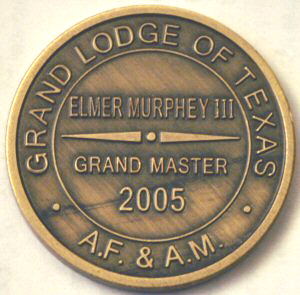 GRAND LODGE OF TEXAS
ELMER MURPHEY III
GRAND MASTER
2005
A.F. & A.M.